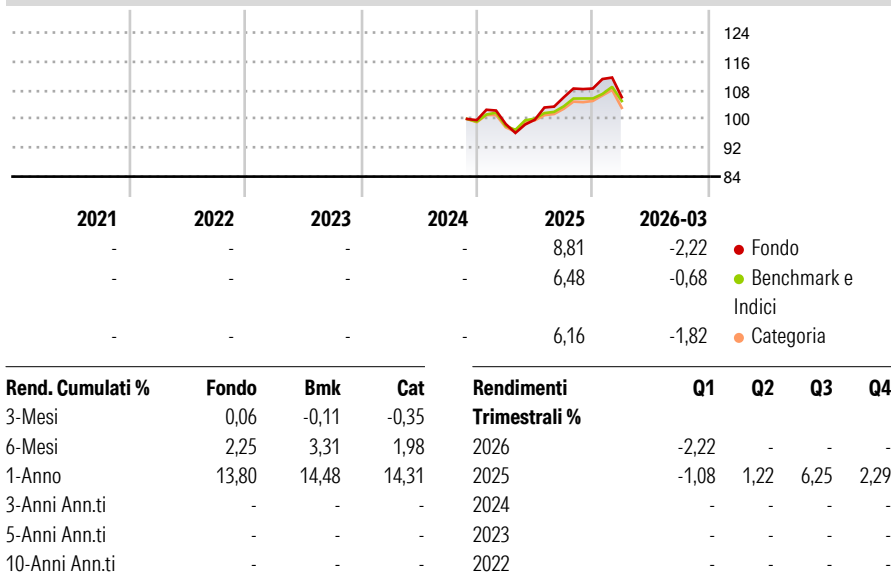 124
116
108
100
92
84
2021 2022 2023 2024 2025 2026-03
- - - - 8,81 -2,22 Fondo
- - - - 6,48 -0,68 Benchmark e
Indici
- - - - 6,16 -1,82 Categoria
Rend. Cumulati % Fondo Bmk Cat
3-Mesi 0,06 -0,11 -0,35
6-Mesi 2,25 3,31 1,98
1-Anno 13,80 14,48 14,31
3-Anni Ann.ti - - -
5-Anni Ann.ti - - -
10-Anni Ann.ti - - -
Rendimenti Q1 Q2 Q3 Q4
Trimestrali %
2026 -2,22 - - -
2025 -1,08 1,22 6,25 2,29
2024 - - - -
2023 - - - -
2022 - - - -